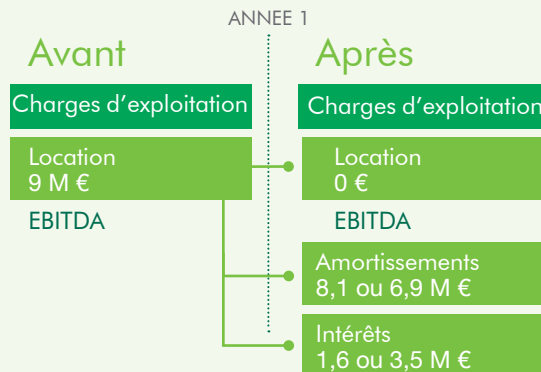 ANNEE 1
Avant
Charges d’exploitation
Location
9 M €
EBITDA
Après
Charges d’exploitation
Location
0 €
EBITDA
Amortissements
8,1 ou 6,9 M €
Intérêts
1,6 ou 3,5 M €